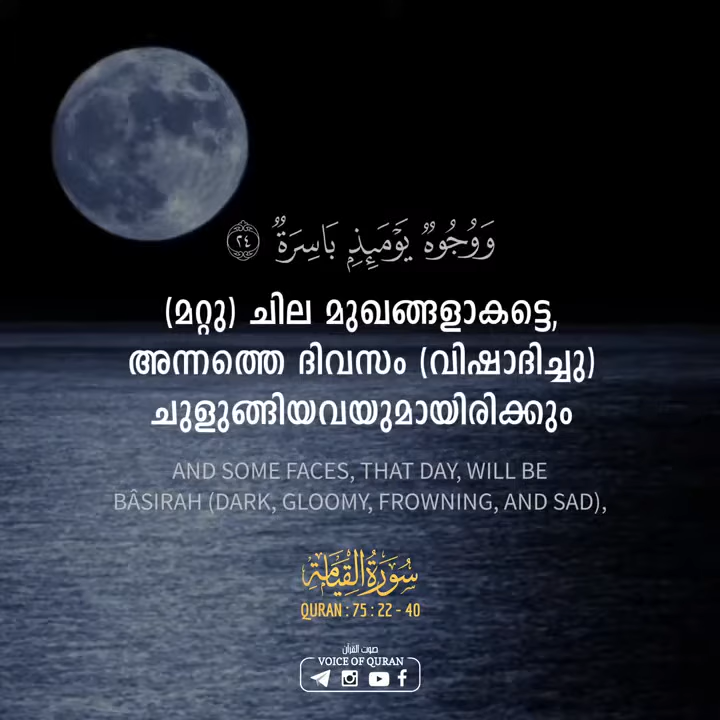 وَوُجُوهٌ يَوْمَئِذٍ بَاسِرَةٌ ٢٤
(മറ്റു) ചില മുഖങ്ങളാകട്ടെ,
അന്നത്തെ ദിവസം (വിഷാദിച്ചു)
ചുളുങ്ങിയവയുമായിരിക്കും
AND SOME FACES, THAT DAY, WILL BE
BÂSIRAH (DARK, GLOOMY, FROWNING, AND SAD),
سُورَةُ القِيَامَة
QURAN : 75 : 22 - 40
صوت القرآن
VOICE OF QURAN